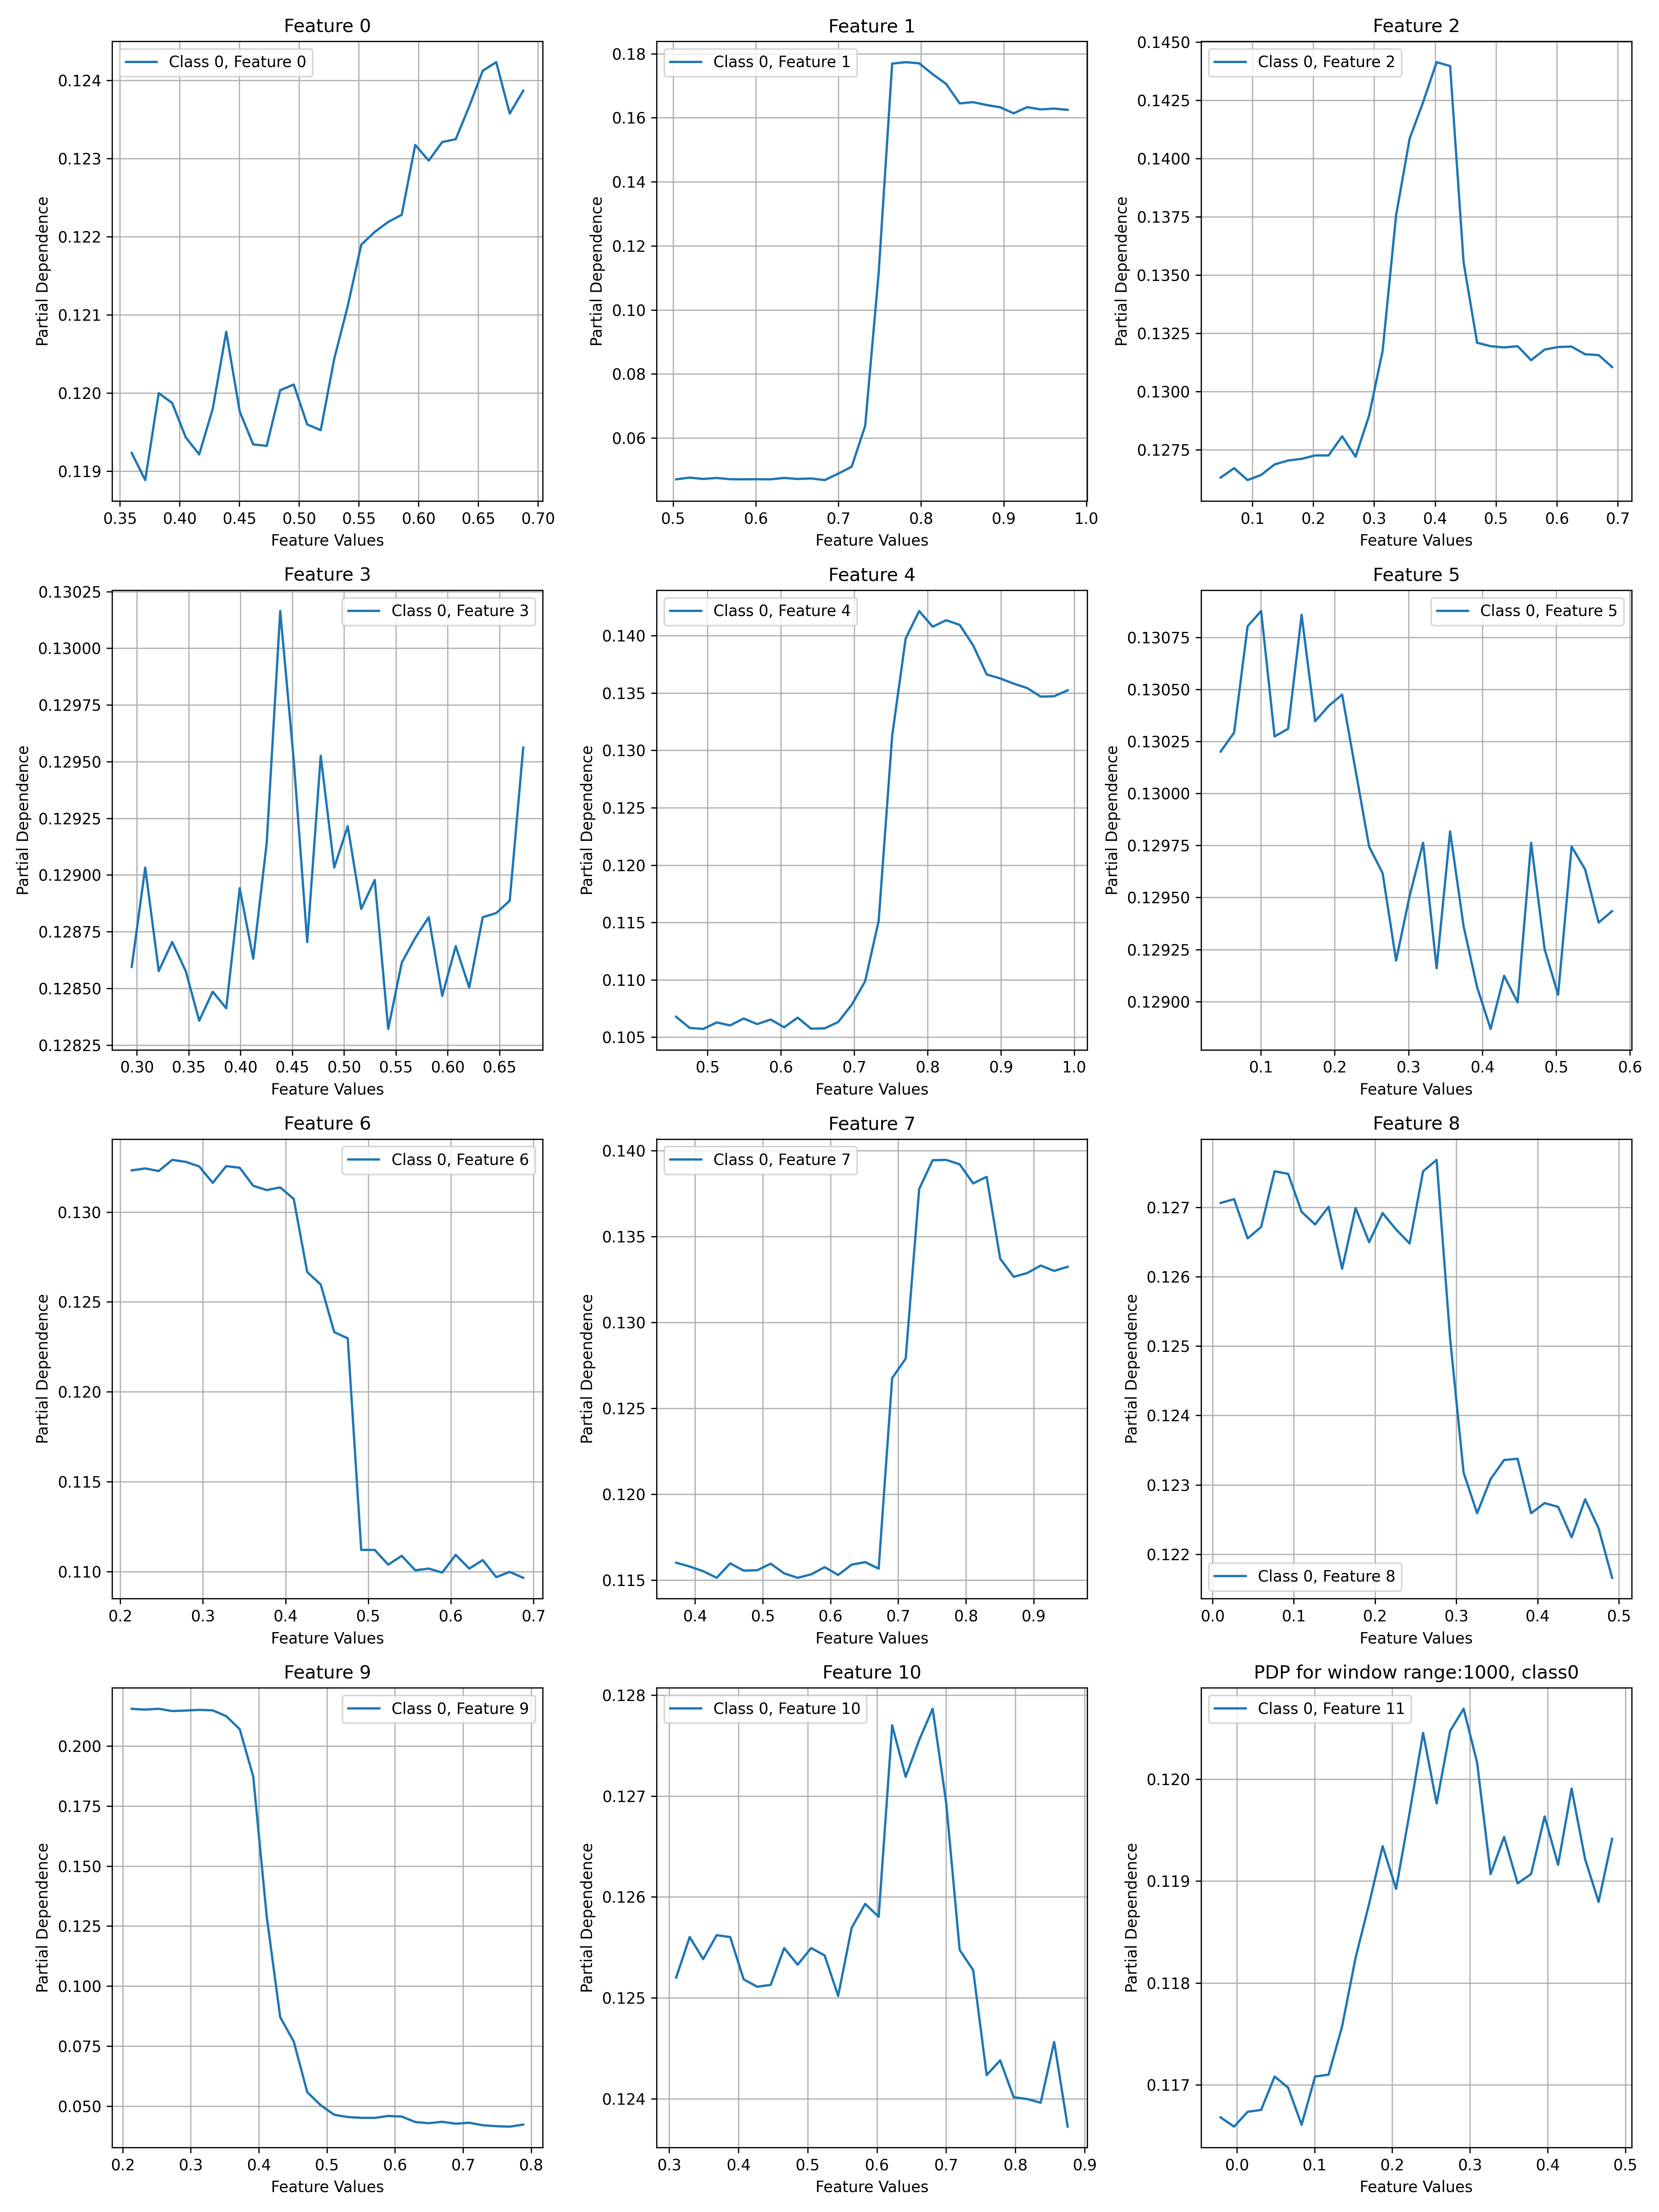 Feature 0
Class 0, Feature 0
Partial Dependence
0.124
0.123
0.122
0.121
0.120
0.119
0.35 0.40 0.45 0.50 0.55 0.60 0.65 0.70
Feature Values
Feature 1
Class 0, Feature 1
Partial Dependence
0.18
0.16
0.14
0.12
0.10
0.08
0.06
0.5 0.6 0.7 0.8 0.9 1.0
Feature Values
Feature 2
Class 0, Feature 2
Partial Dependence
0.1450
0.1425
0.1400
0.1375
0.1350
0.1325
0.1300
0.1275
0.1 0.2 0.3 0.4 0.5 0.6 0.7
Feature Values
Feature 3
Class 0, Feature 3
Partial Dependence
0.13025
0.13000
0.12975
0.12950
0.12925
0.12900
0.12875
0.12850
0.12825
0.30 0.35 0.40 0.45 0.50 0.55 0.60 0.65
Feature Values
Feature 4
Class 0, Feature 4
Partial Dependence
0.140
0.135
0.130
0.125
0.120
0.115
0.110
0.105
0.5 0.6 0.7 0.8 0.9 1.0
Feature Values
Feature 5
Class 0, Feature 5
Partial Dependence
0.13075
0.13050
0.13025
0.13000
0.12975
0.12950
0.12925
0.12900
0.1 0.2 0.3 0.4 0.5 0.6
Feature Values
Feature 6
Class 0, Feature 6
Partial Dependence
0.130
0.125
0.120
0.115
0.110
0.2 0.3 0.4 0.5 0.6 0.7
Feature Values
Feature 7
Class 0, Feature 7
Partial Dependence
0.140
0.135
0.130
0.125
0.120
0.115
0.4 0.5 0.6 0.7 0.8 0.9
Feature Values
Feature 8
Class 0, Feature 8
Partial Dependence
0.127
0.126
0.125
0.124
0.123
0.122
0.0 0.1 0.2 0.3 0.4 0.5
Feature Values
Feature 9
Class 0, Feature 9
Partial Dependence
0.200
0.175
0.150
0.125
0.100
0.075
0.050
0.2 0.3 0.4 0.5 0.6 0.7 0.8
Feature Values
Feature 10
Class 0, Feature 10
Partial Dependence
0.128
0.127
0.126
0.125
0.124
0.3 0.4 0.5 0.6 0.7 0.8 0.9
Feature Values
PDP for window range:1000, class0
Class 0, Feature 11
Partial Dependence
0.120
0.119
0.118
0.117
0.0 0.1 0.2 0.3 0.4 0.5
Feature Values